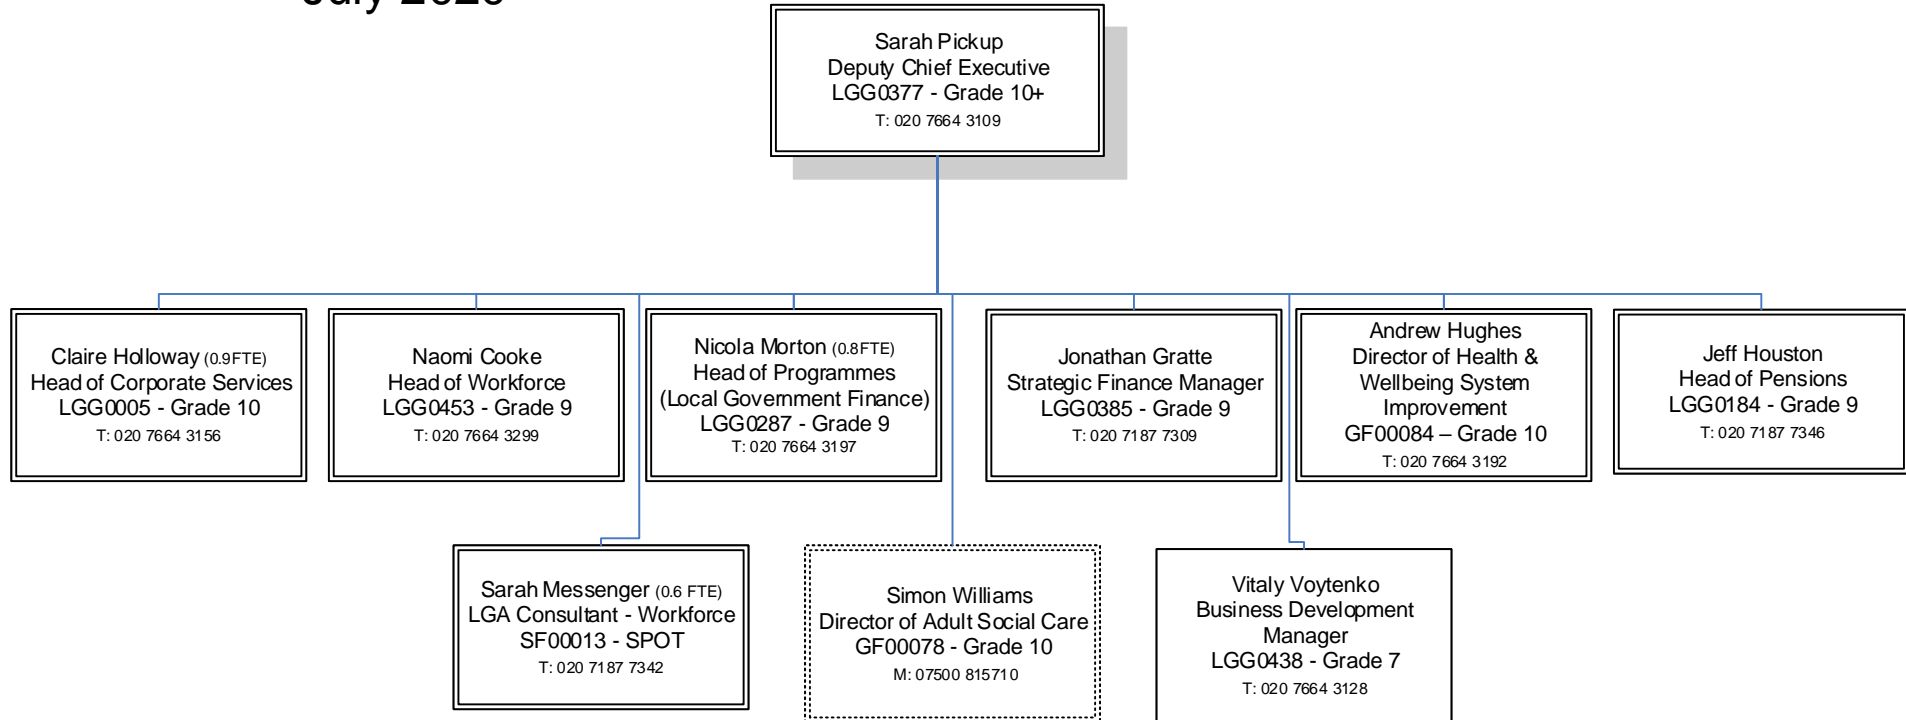 Sarah Pickup
Deputy Chief Executive
LGG0377 - Grade 10+
T: 020 7664 3109
Claire Holloway (0.9FTE)
Head of Corporate Services
LGG0005 - Grade 10
T: 020 7664 3156
Naomi Cooke
Head of Workforce
LGG0453 - Grade 9
T: 020 7664 3299
Nicola Morton (0.8FTE)
Head of Programmes
(Local Government Finance)
LGG0287 - Grade 9
T: 020 7664 3197
Jonathan Gratte
Strategic Finance Manager
LGG0385 - Grade 9
T: 020 7187 7309
Andrew Hughes
Director of Health &
Wellbeing System
Improvement
GF00084 – Grade 10
T: 020 7664 3192
Jeff Houston
Head of Pensions
LGG0184 - Grade 9
T: 020 7187 7346
Sarah Messenger (0.6 FTE)
LGA Consultant - Workforce
SF00013 - SPOT
T: 020 7187 7342
Simon Williams
Director of Adult Social Care
GF00078 - Grade 10
M: 07500 815710
Vitaly Voytenko
Business Development
Manager
LGG0438 - Grade 7
T: 020 7664 3128